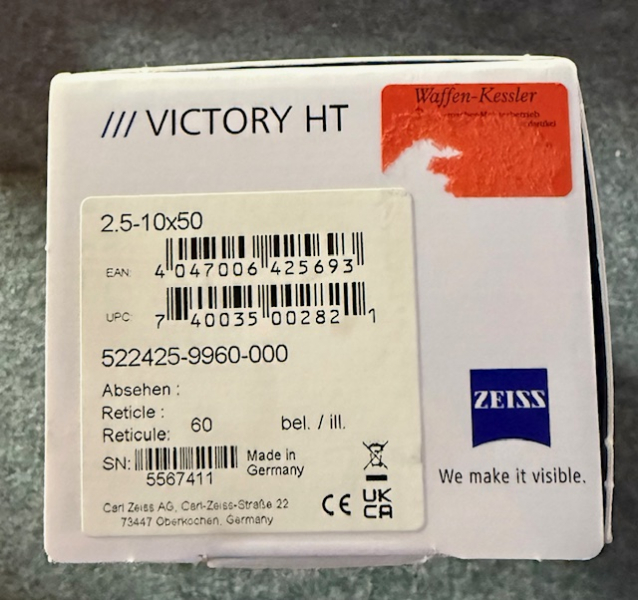 /// VICTORY HT
Waffen-Kessler
2.5-10x50
EAN: 4 047006 425693
UPC: 7 40035 00282 1
522425-9960-000
Absehen :
Reticle :
Reticule: 60 bel. / ill.
SN:
5567411
Made in
Germany
Carl Zeiss AG, Carl-Zeiss-Straße 22
73447 Oberkochen, Germany
CE UK
CA
ZEISS
We make it visible.